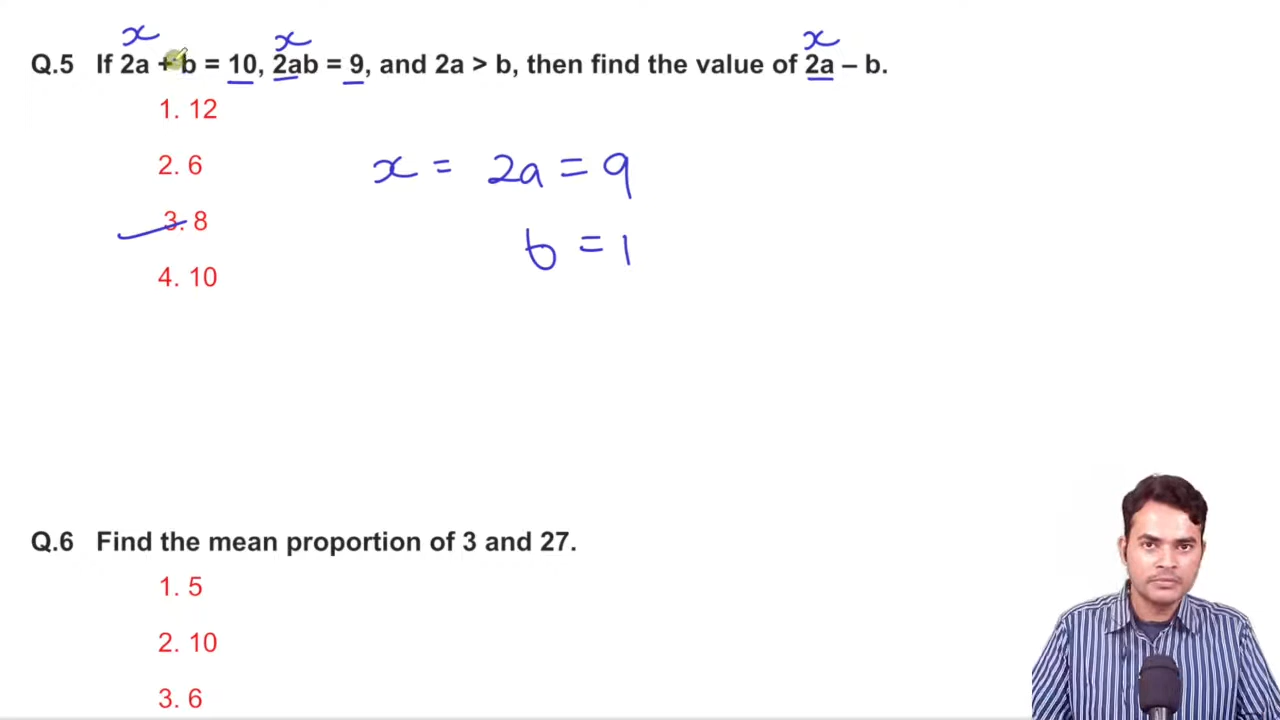 x x x
Q.5 If 2a + b = 10, 2ab = 9, and 2a > b, then find the value of 2a – b.
1. 12
2. 6
3. 8
4. 10
x = 2a = 9
b = 1
Q.6 Find the mean proportion of 3 and 27.
1. 5
2. 10
3. 6